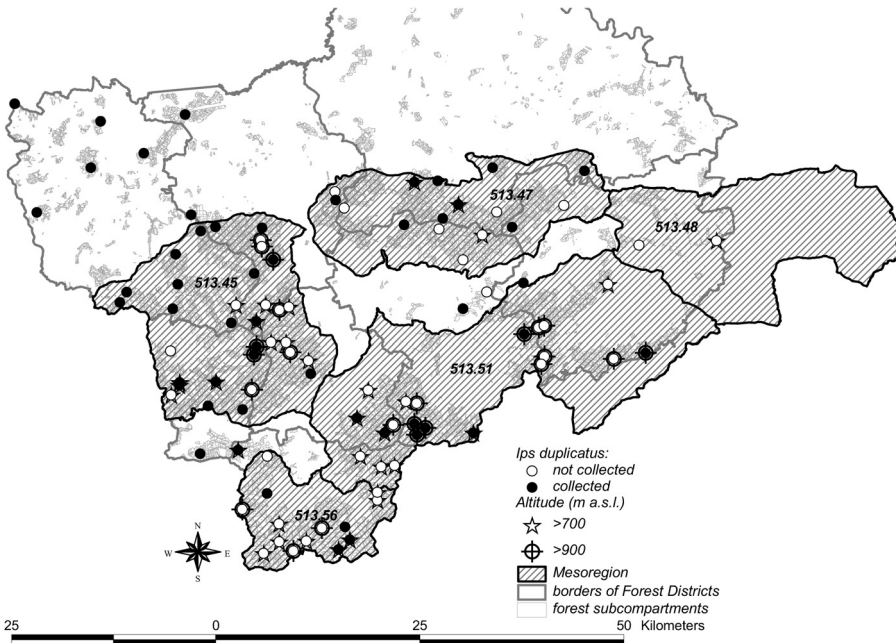 513.47
513.48
513.45
513.51
513.56
Ips duplicatus:
not collected
collected
Altitude (m a.s.l.)
>700
>900
Mesoregion
borders of Forest Districts
forest subcompartments
N
W E
S
25 0 25 50 Kilometers